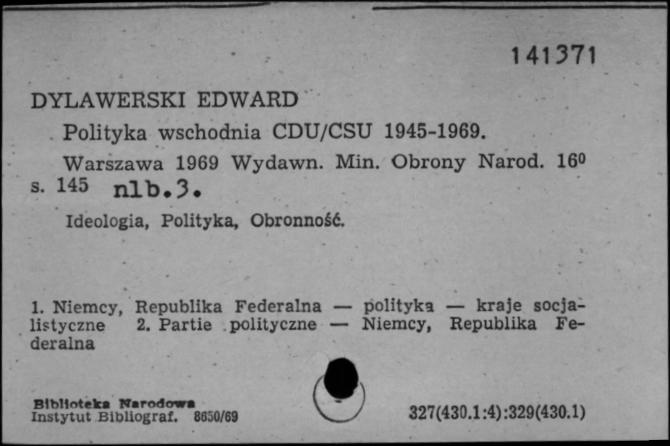 141371
DYLAWERSKI EDWARD
Polityka wschodnia CDU/CSU 1945-1969.
Warszawa 1969 Wydawn. Min. Obrony Narod. 16⁰
s. 145 nlb.3.
Ideologia, Polityka, Obronność.
1. Niemcy, Republika Federalna — polityka — kraje socja-
listyczne 2. Partie polityczne — Niemcy, Republika Fe-
deralna
Biblioteka Narodowa
Instytut Bibliograf. 8650/69
327(430.1:4):329(430.1)